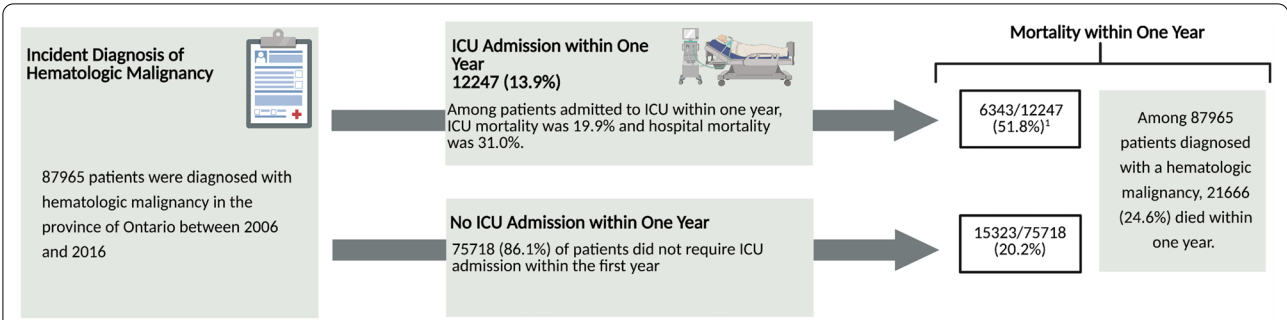 Incident Diagnosis of
Hematologic Malignancy
87965 patients were diagnosed with
hematologic malignancy in the
province of Ontario between 2006
and 2016
ICU Admission within One
Year
12247 (13.9%)
Among patients admitted to ICU within one year,
ICU mortality was 19.9% and hospital mortality
was 31.0%.
No ICU Admission within One Year
75718 (86.1%) of patients did not require ICU
admission within the first year
Mortality within One Year
6343/12247
(51.8%)¹
15323/75718
(20.2%)
Among 87965
patients diagnosed
with a hematologic
malignancy, 21666
(24.6%) died within
one year.